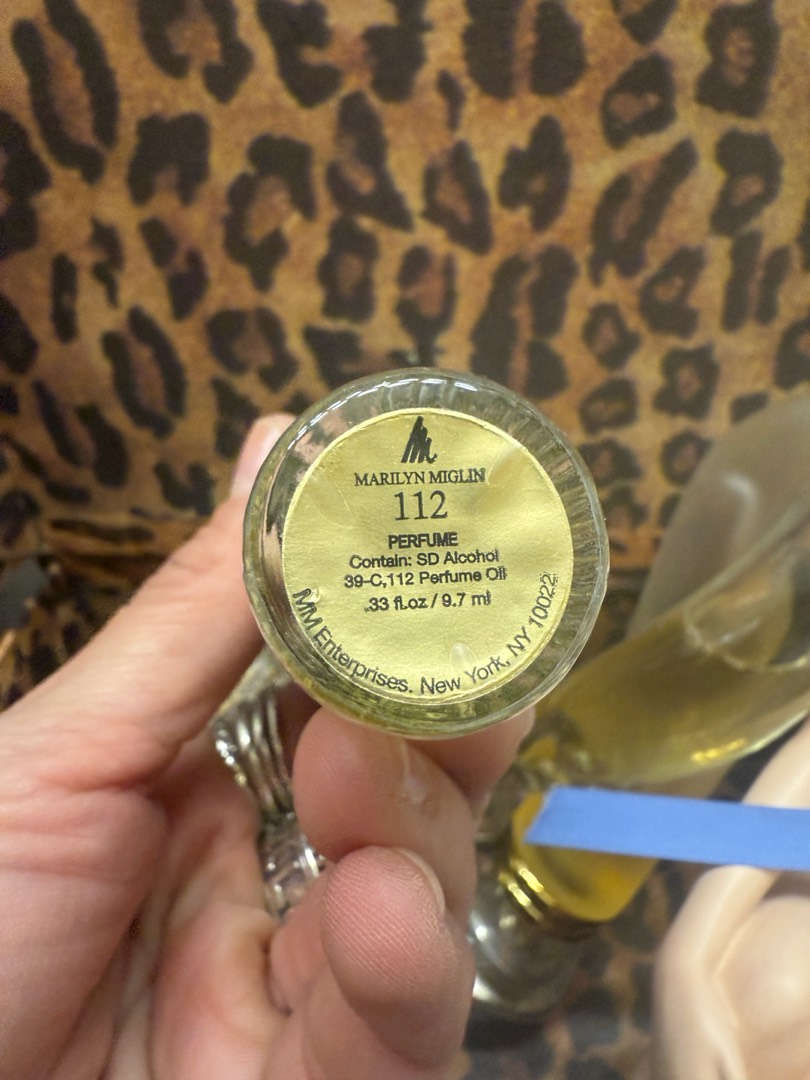 MARILYN MIGLIN
112
PERFUME
Contain: SD Alcohol
39-C,112 Perfume Oil
.33 fl.oz / 9.7 ml
MM Enterprises. New York, NY 10022